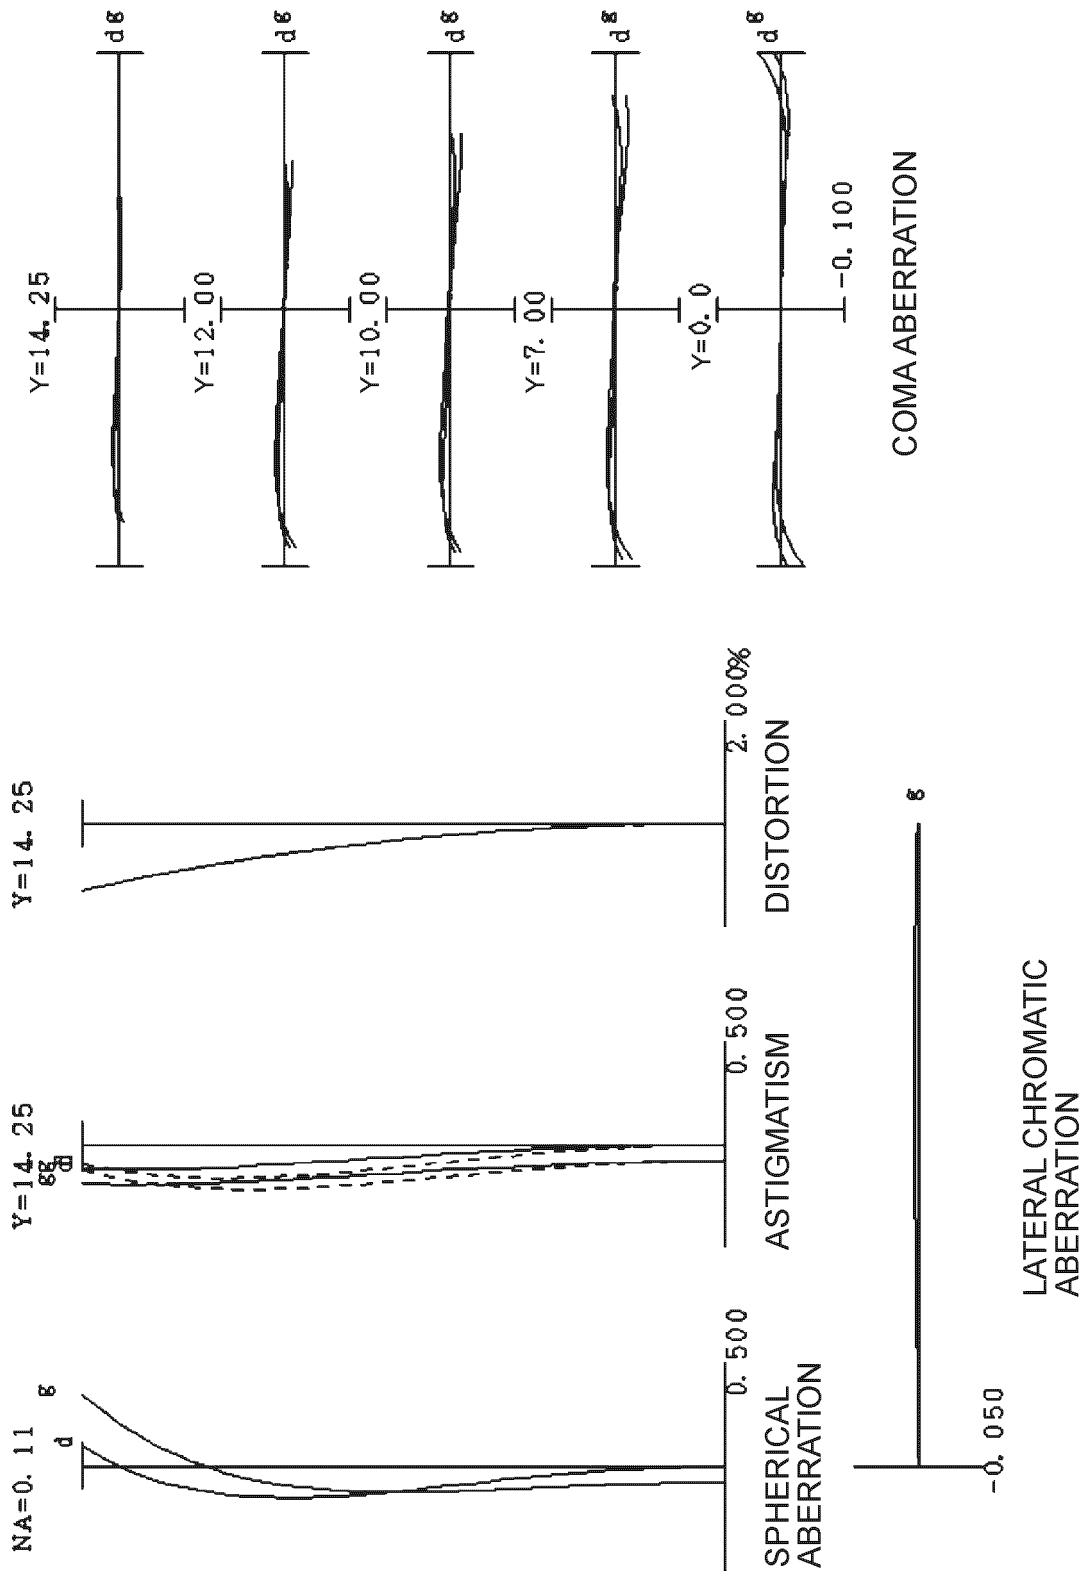 NA=0. 11
d
g
0. 500
SPHERICAL
ABERRATION
Y=14. 25
g
g
d
d
0. 500
ASTIGMATISM
Y=14. 25
2. 000%
DISTORTION
Y=14. 25
d g
Y=12. 00
d g
Y=10. 00
d g
Y=7. 00
d g
Y=0. 0
d g
-0. 100
COMA ABERRATION
g
-0. 050
LATERAL CHROMATIC
ABERRATION